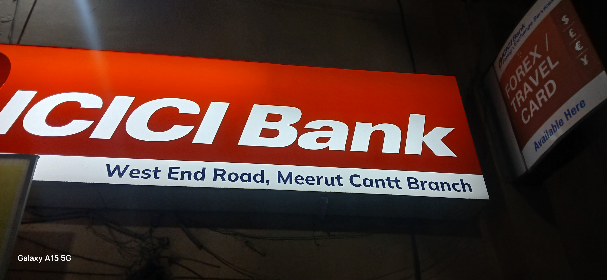 ICICI Bank
West End Road, Meerut Cantt Branch
FOREX /
TRAVEL
CARD
$ £ € ¥
Available Here
Galaxy A15 5G